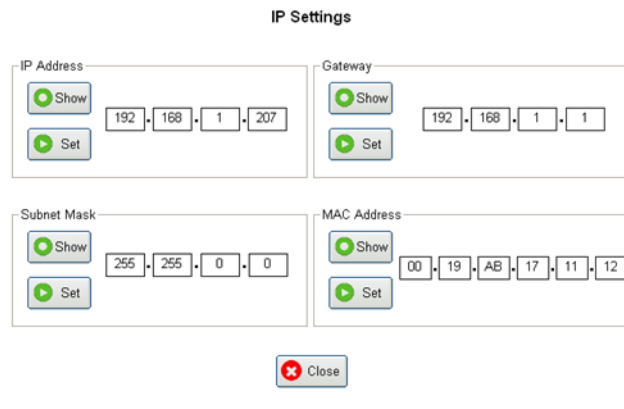 IP Settings
IP Address
Show
Set
192.168.1.207
Gateway
Show
Set
192.168.1.1
Subnet Mask
Show
Set
255.255.0.0
MAC Address
Show
Set
00.19.AB.17.11.12
Close